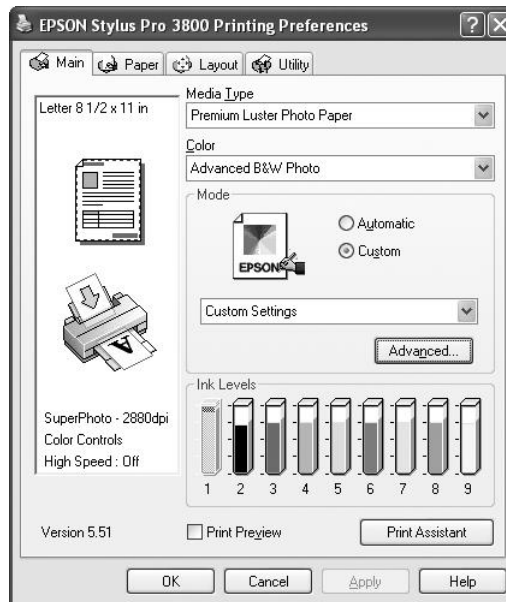 EPSON Stylus Pro 3800 Printing Preferences
Main Paper Layout Utility
Letter 8 1/2 x 11 in
Media Type
Premium Luster Photo Paper
Color
Advanced B&W Photo
Mode
Automatic
Custom
EPSON
Custom Settings
Advanced...
Ink Levels
1 2 3 4 5 6 7 8 9
A
SuperPhoto - 2880dpi
Color Controls
High Speed : Off
Version 5.51
Print Preview
Print Assistant
OK Cancel Apply Help